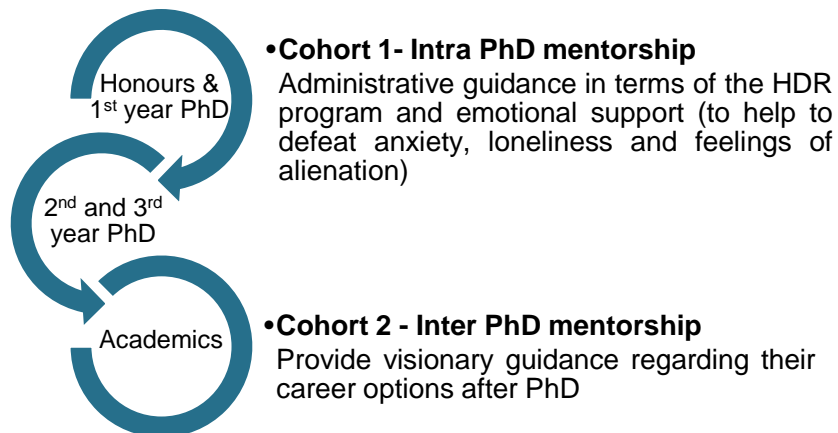 Honours &
1st year PhD
•Cohort 1- Intra PhD mentorship
Administrative guidance in terms of the HDR
program and emotional support (to help to
defeat anxiety, loneliness and feelings of
alienation)
2nd and 3rd
year PhD
Academics
•Cohort 2 - Inter PhD mentorship
Provide visionary guidance regarding their
career options after PhD